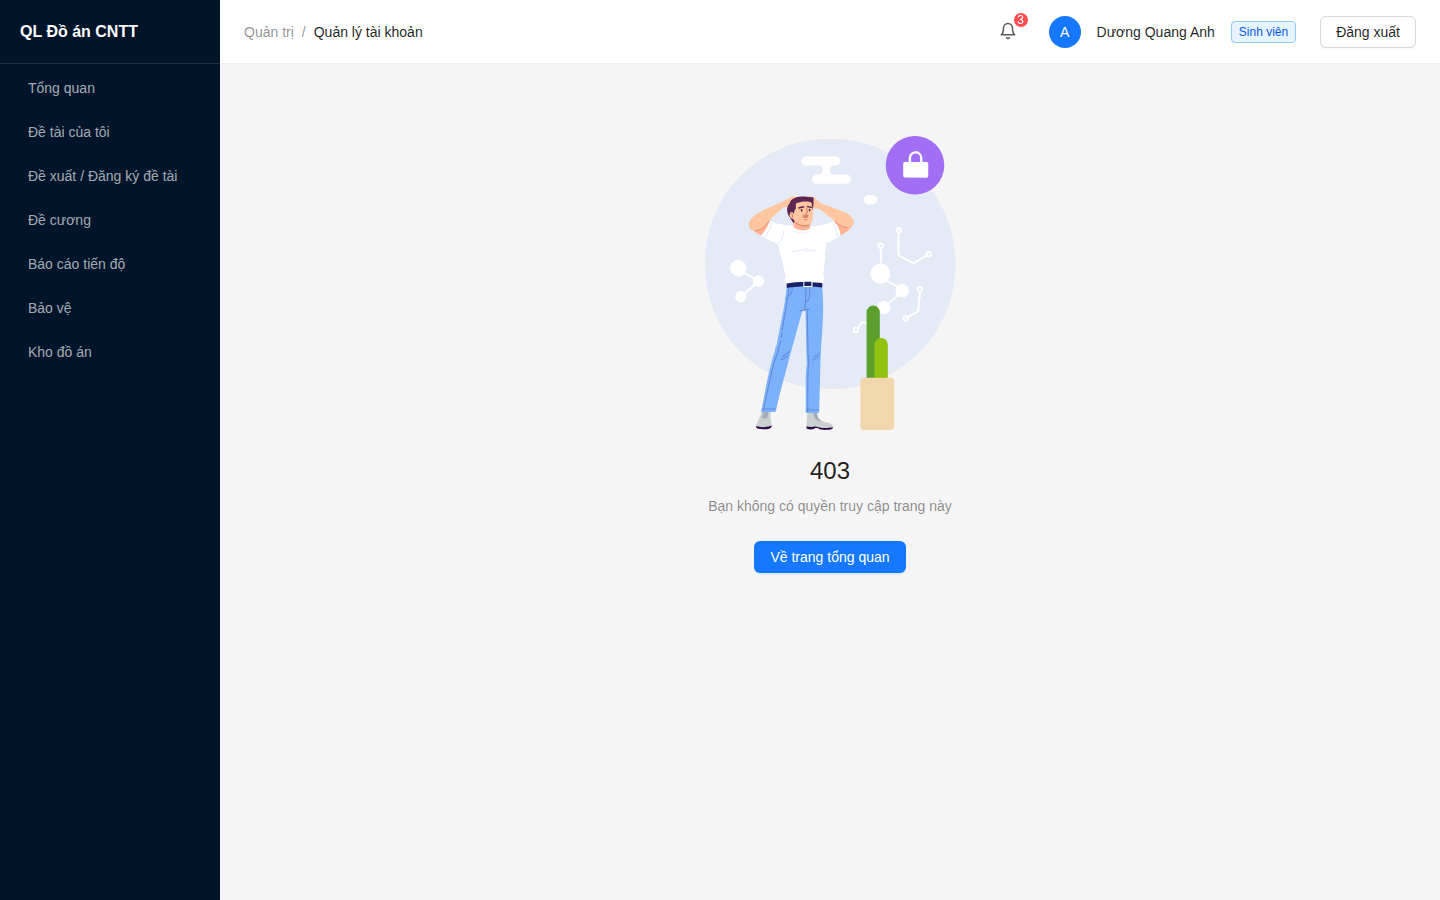 QL Đồ án CNTT
Quản trị / Quản lý tài khoản
3
A
Dương Quang Anh
Sinh viên
Đăng xuất
Tổng quan
Đề tài của tôi
Đề xuất / Đăng ký đề tài
Đề cương
Báo cáo tiến độ
Bảo vệ
Kho đồ án
403
Bạn không có quyền truy cập trang này
Về trang tổng quan